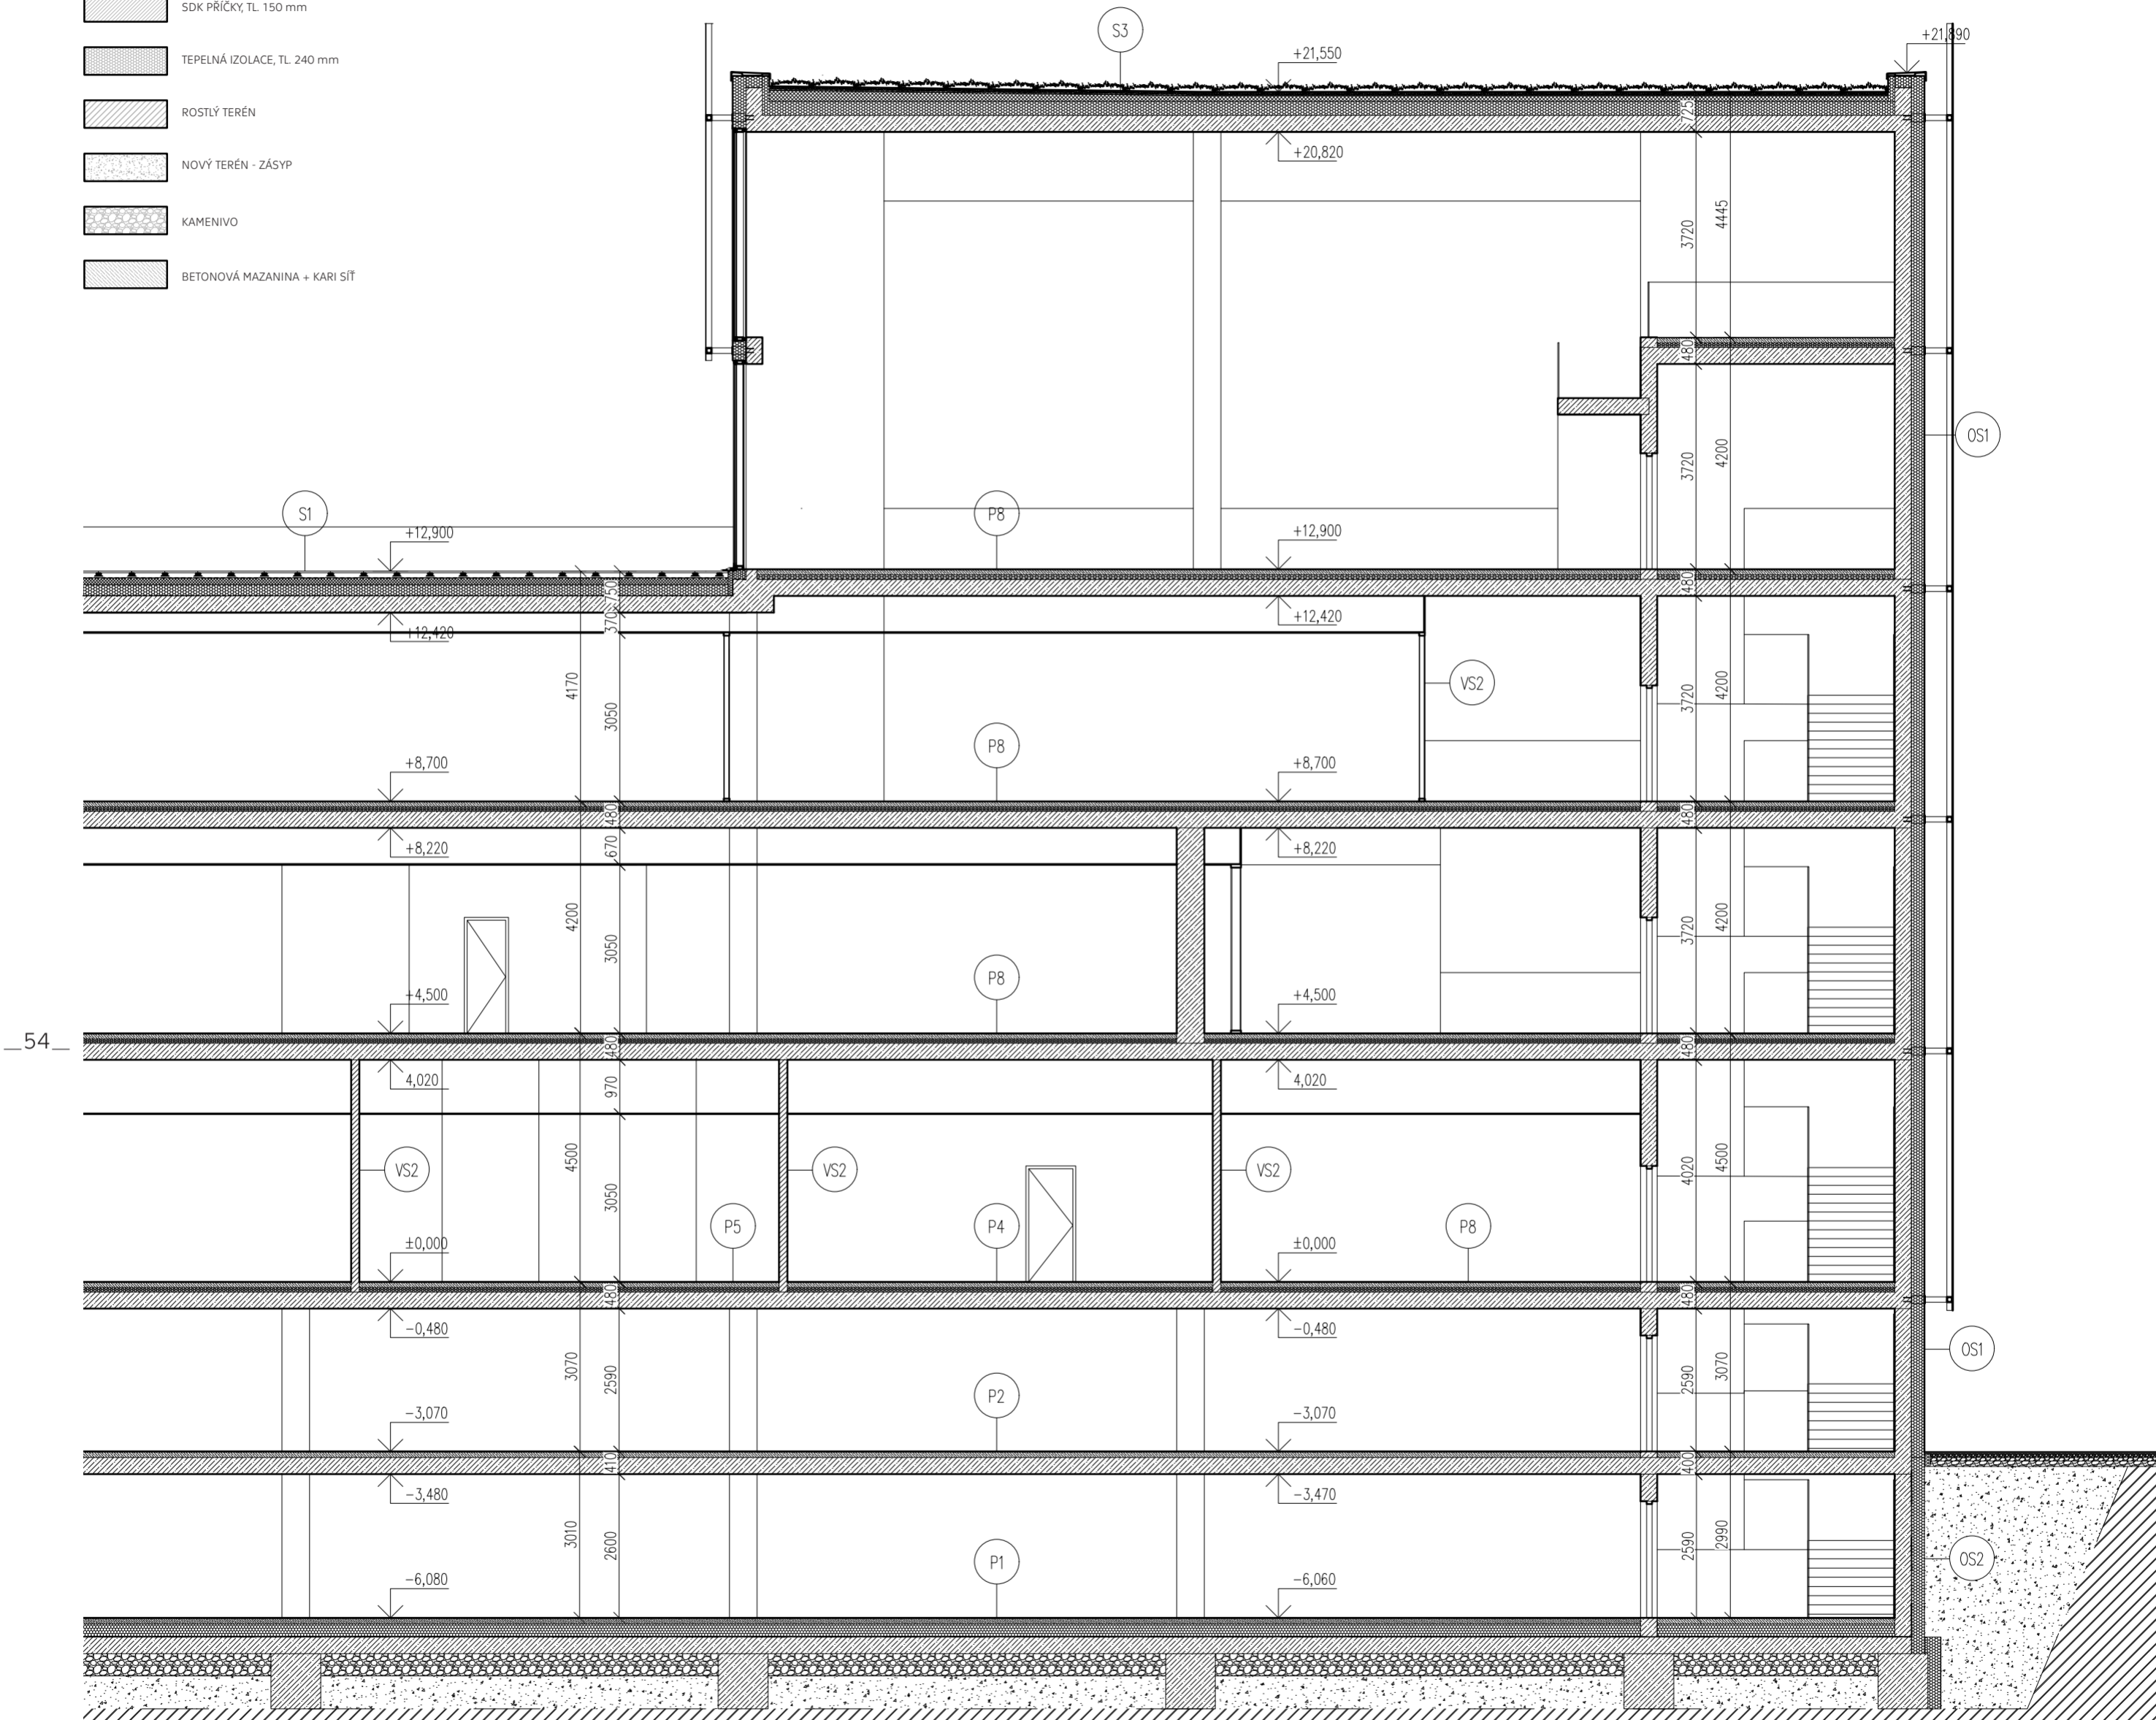 SDK PŘÍČKY, TL. 150 mm
TEPELNÁ IZOLACE, TL. 240 mm
ROSTLÝ TERÉN
NOVÝ TERÉN - ZÁSYP
KAMENIVO
BETONOVÁ MAZANINA + KARI SÍŤ
S3
+21,550
+21,890
725
+20,820
3720
4445
480
OS1
3720
4200
S1
P8
+12,900
+12,900
750
480
370
+12,420
+12,420
VS2
4170
3050
3720
4200
P8
+8,700
+8,700
480
480
670
+8,220
+8,220
4200
3050
3720
4200
P8
+4,500
+4,500
__54__
480
480
970
4,020
4,020
4500
3050
4020
4500
VS2
VS2
VS2
P5
P4
P8
±0,000
±0,000
480
480
-0,480
-0,480
OS1
3070
2590
2590
3070
P2
-3,070
-3,070
410
400
-3,480
-3,470
3010
2600
2590
2990
P1
OS2
-6,080
-6,060